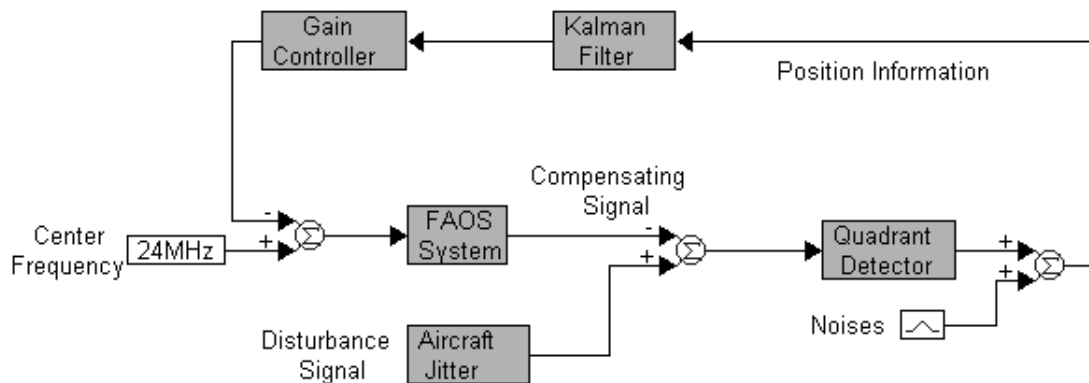 Gain
Controller
Kalman
Filter
Position Information
Compensating
Signal
-
+
Center
Frequency
24MHz
Σ
FAOS
System
-
+
Σ
Quadrant
Detector
+
+
Σ
Noises
Disturbance
Signal
Aircraft
Jitter